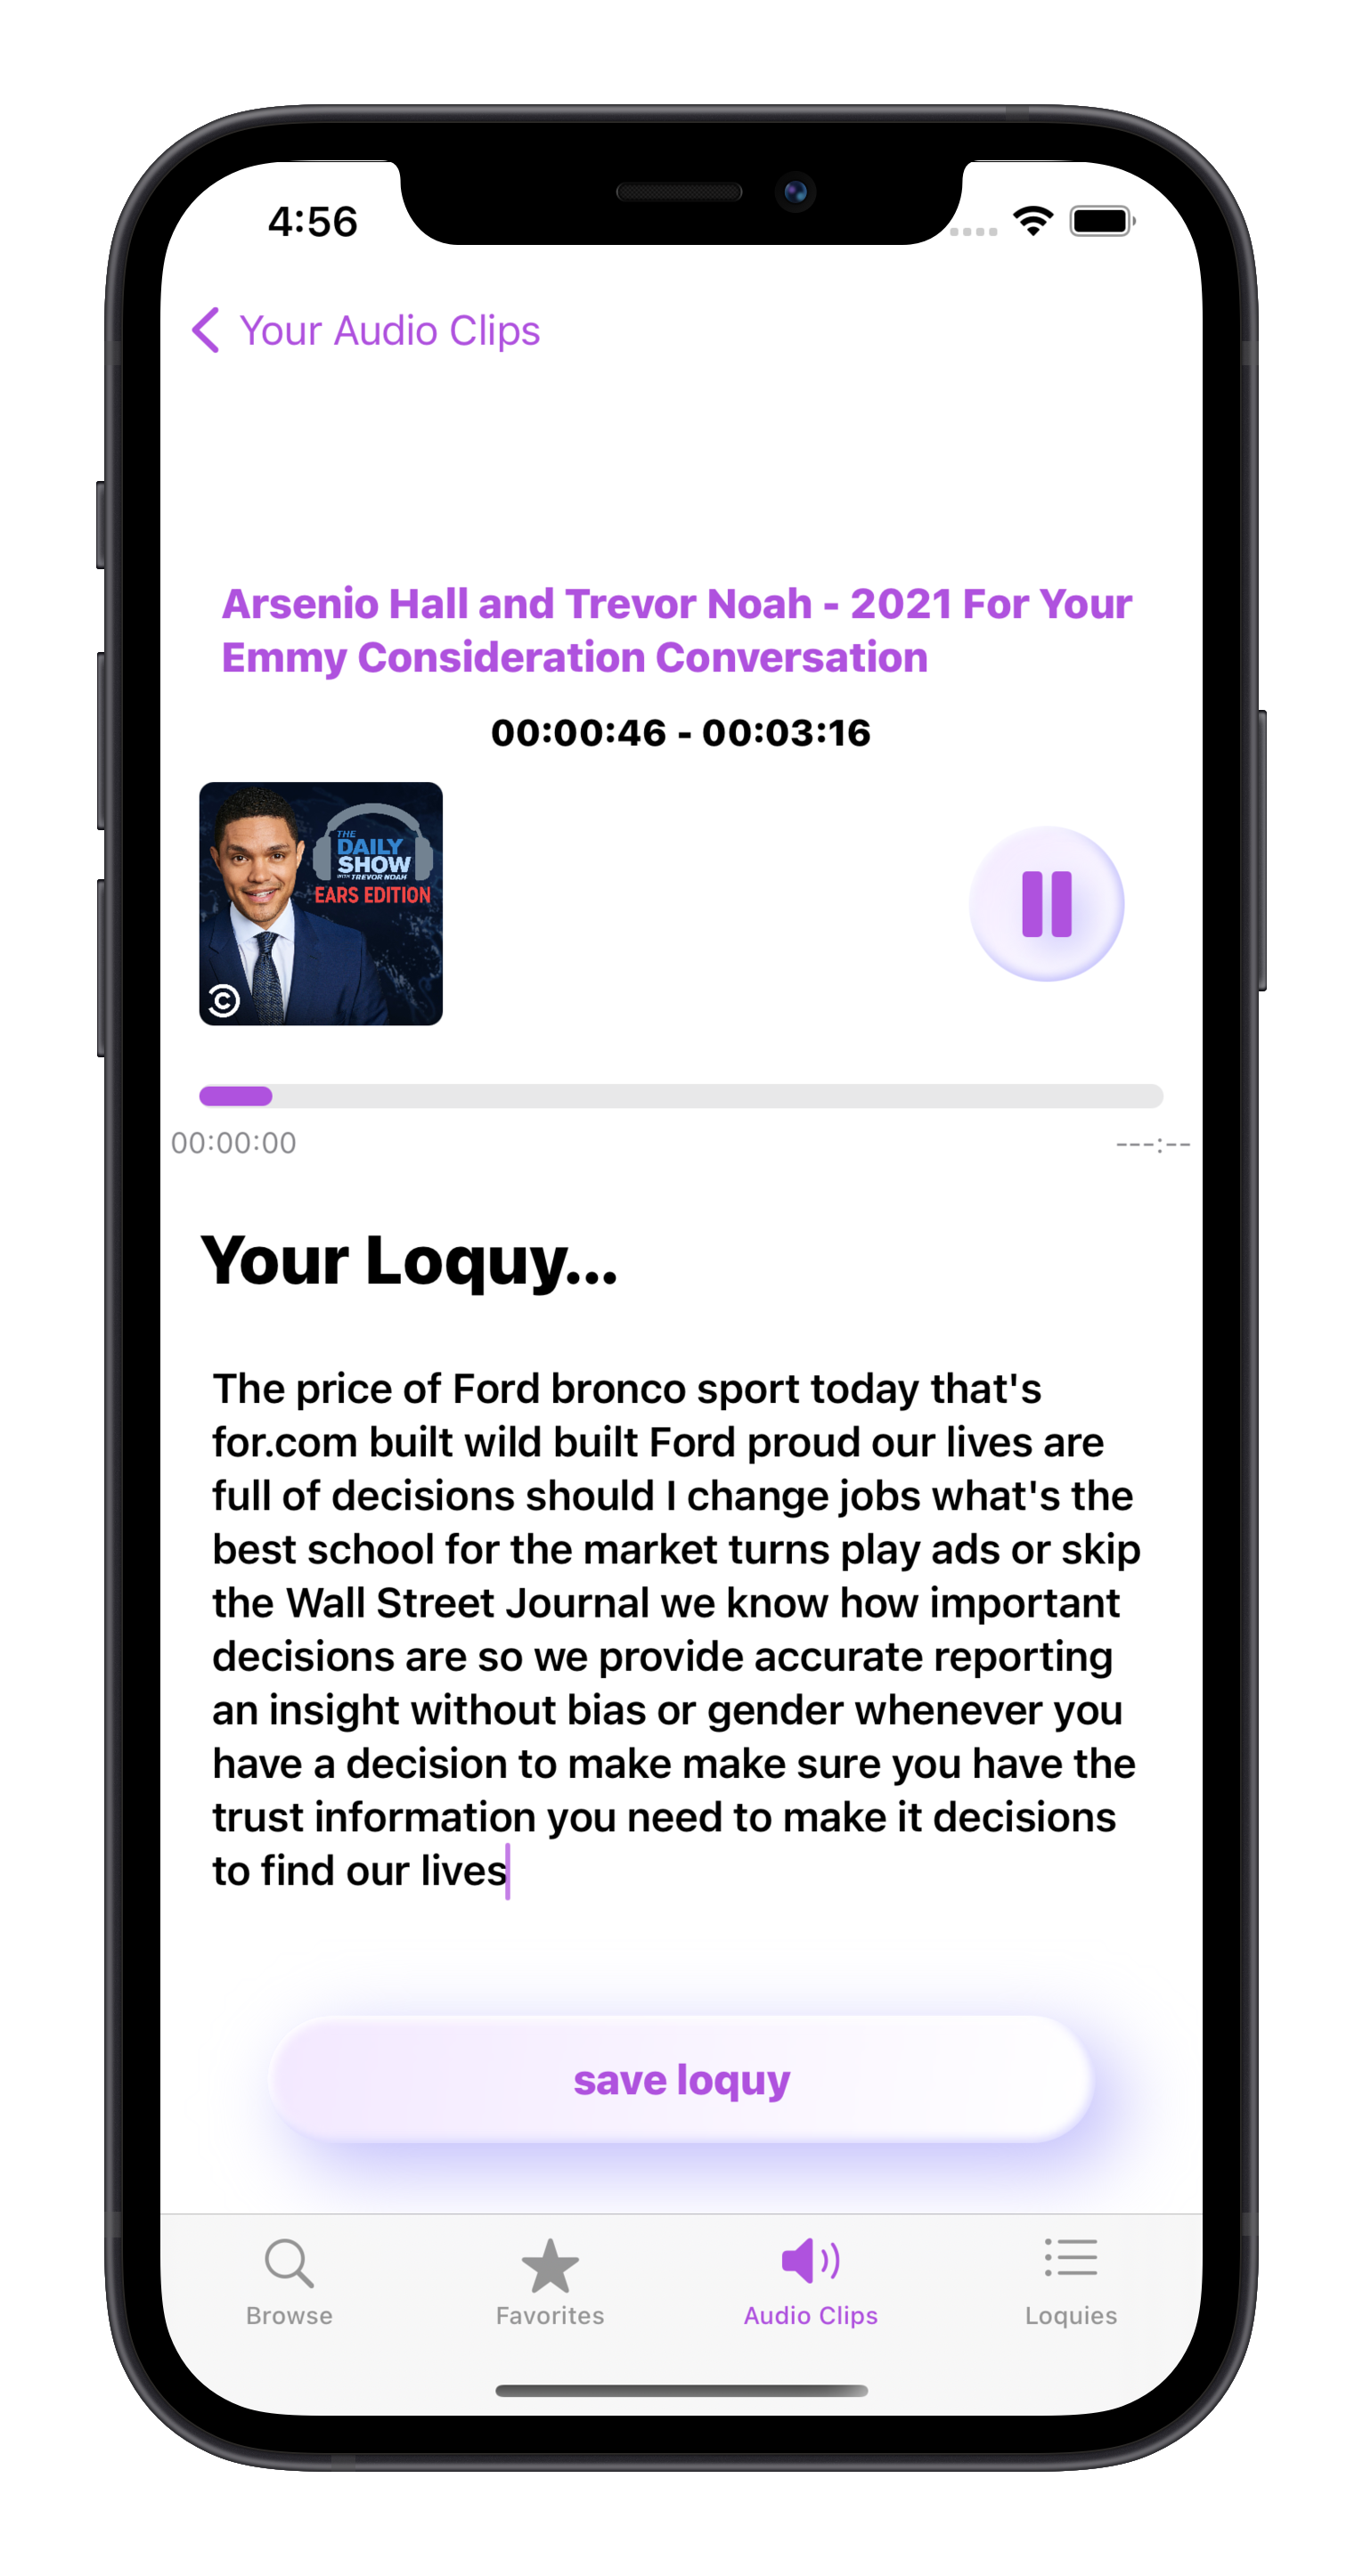 4:56
Your Audio Clips
Arsenio Hall and Trevor Noah - 2021 For Your
Emmy Consideration Conversation
00:00:46 - 00:03:16
THE
DAILY
SHOW
WITH TREVOR NOAH
EARS EDITION
00:00:00
---:--
Your Loquy...
The price of Ford bronco sport today that's
for.com built wild built Ford proud our lives are
full of decisions should I change jobs what's the
best school for the market turns play ads or skip
the Wall Street Journal we know how important
decisions are so we provide accurate reporting
an insight without bias or gender whenever you
have a decision to make make sure you have the
trust information you need to make it decisions
to find our lives
save loquy
Browse
Favorites
Audio Clips
Loquies